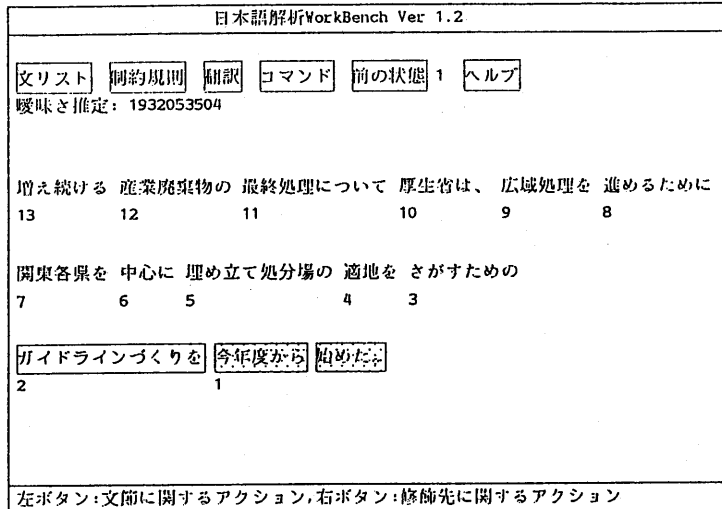 日本語解析WorkBench Ver 1.2
文リスト 制約規則 翻訳 コマンド 前の状態 1 ヘルプ
曖昧さ推定: 1932053504
増え続ける 産業廃棄物の 最終処理について 厚生省は、 広域処理を 進めるために
13 12 11 10 9 8
関東各県を 中心に 埋め立て処分場の 適地を さがすための
7 6 5 4 3
ガイドラインづくりを 今年度から 始めた。
2 1
左ボタン:文節に関するアクション,右ボタン:修飾先に関するアクション